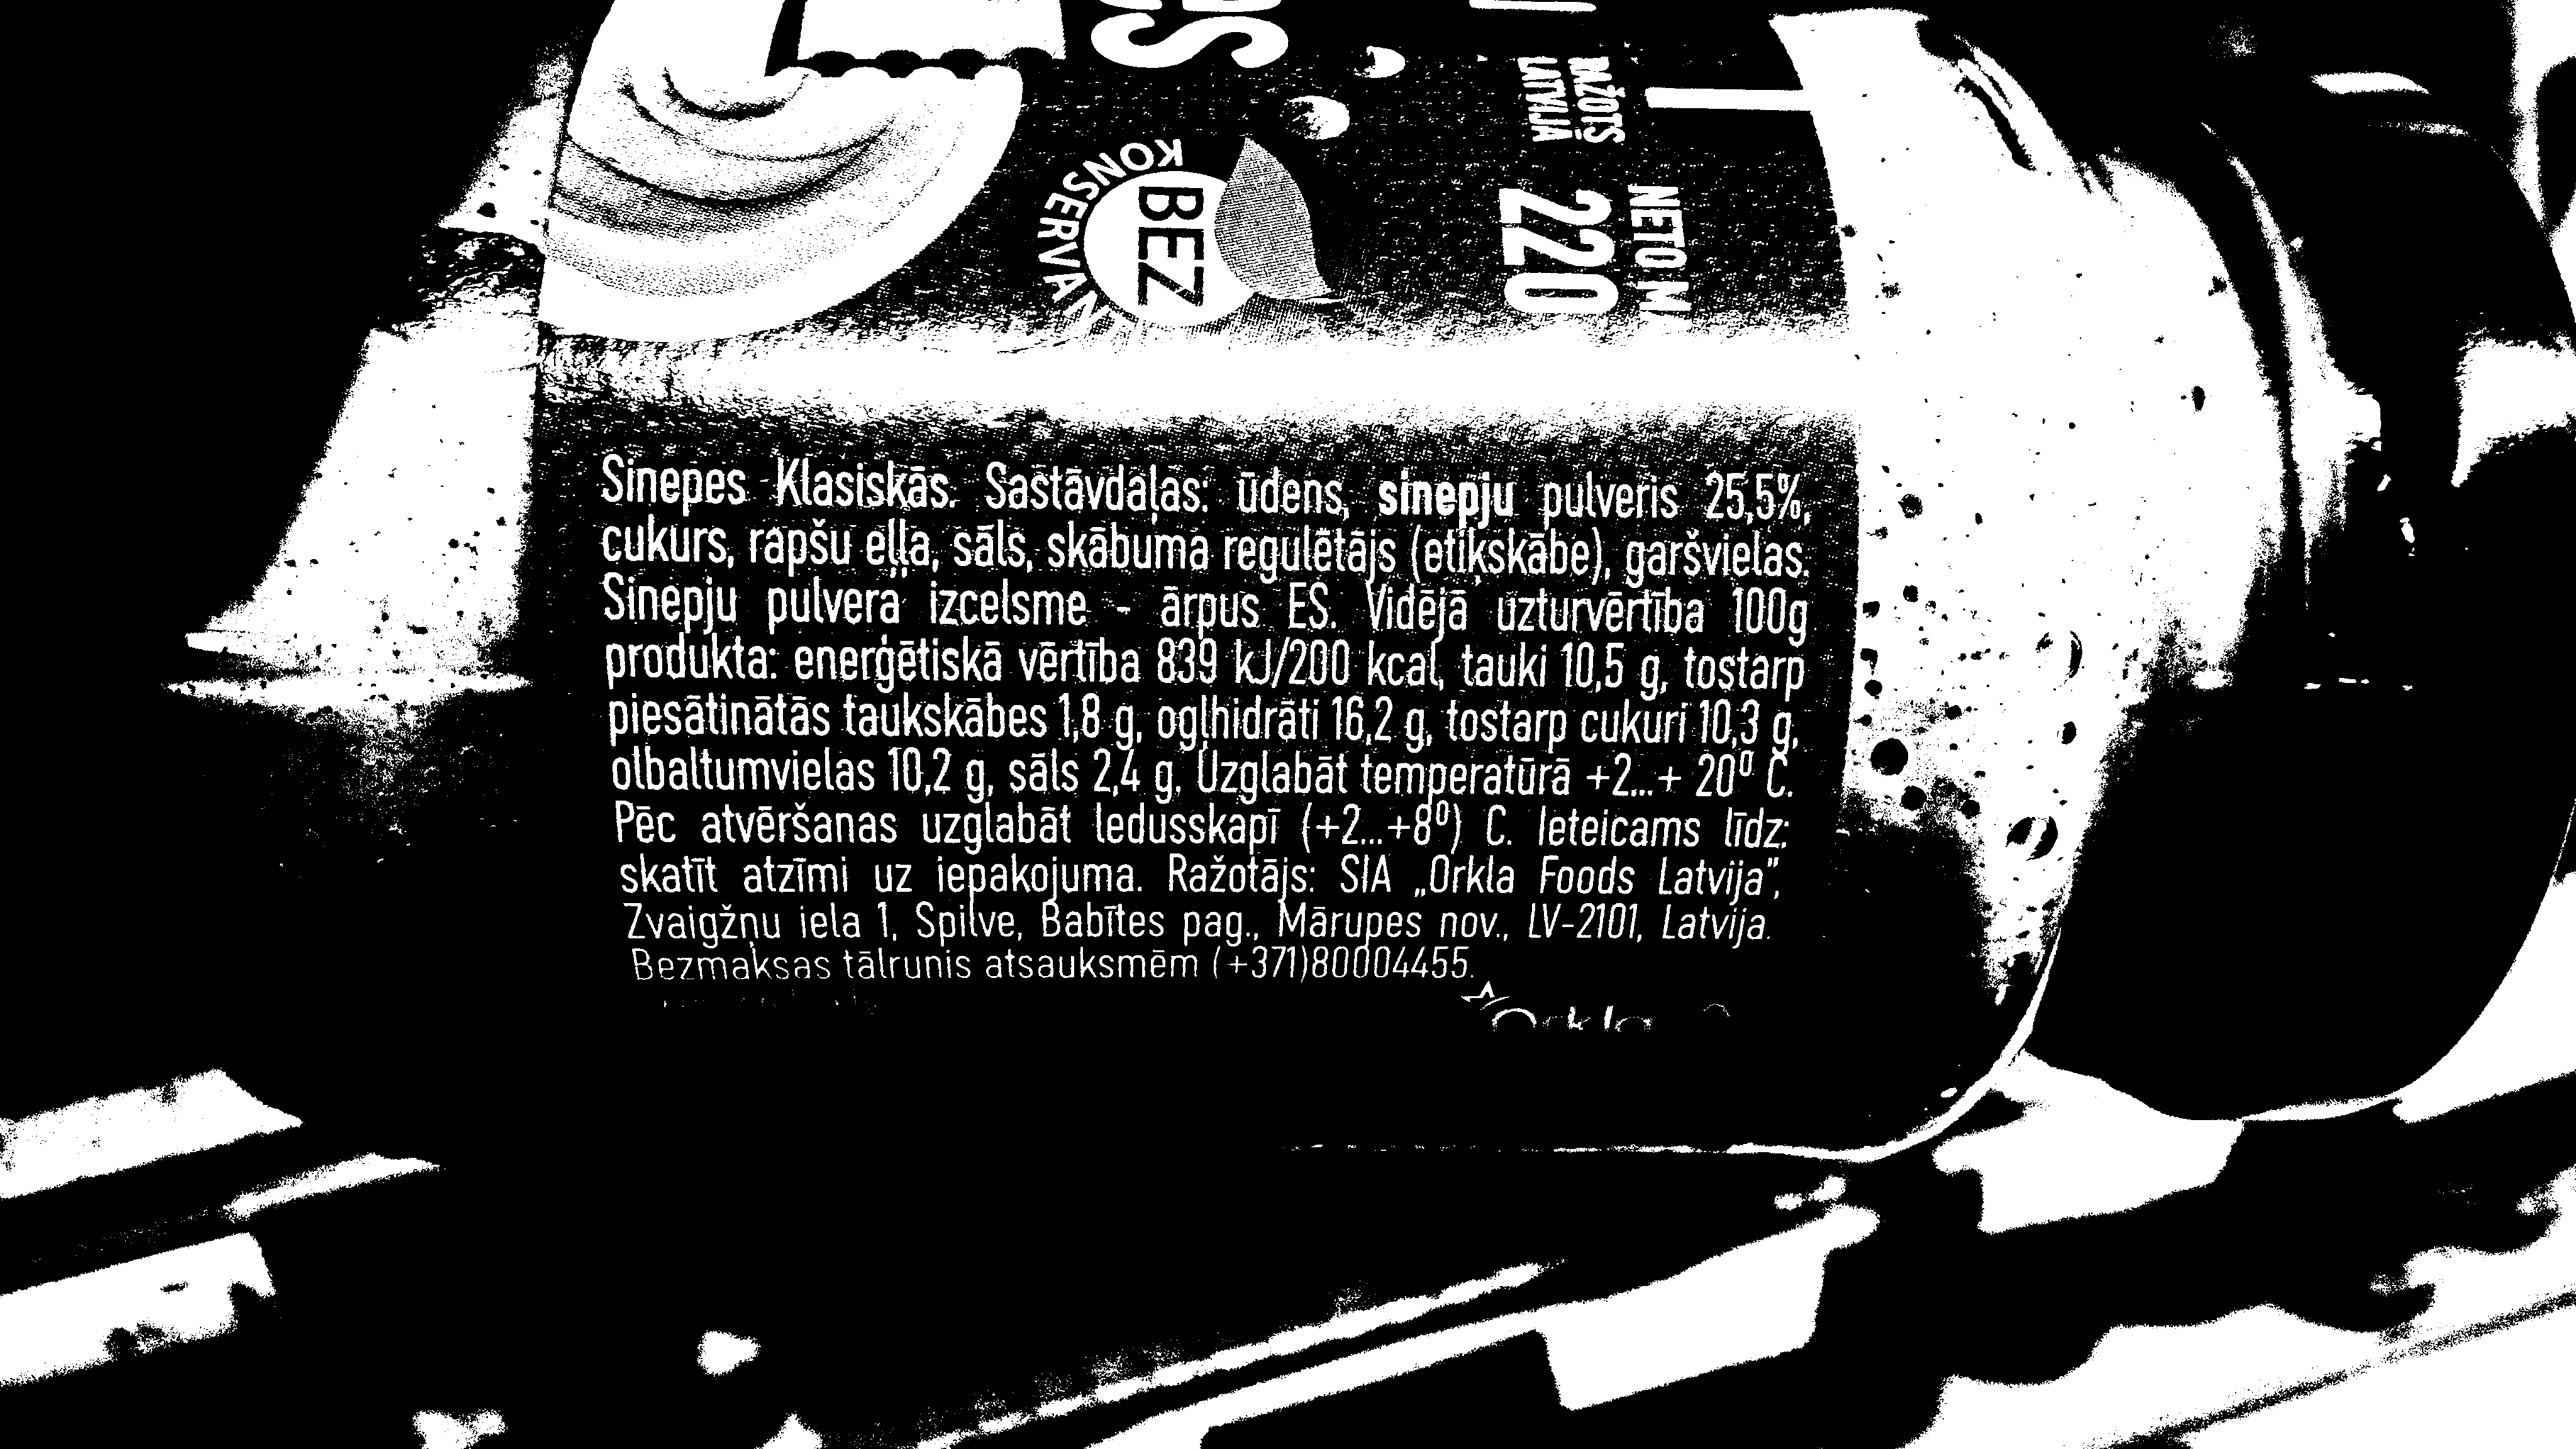 RAŽOTS
LATVIJĀ
NETO
220
BEZ
Sinepes Klasiskās. Sastāvdaļas: ūdens, sinepju pulveris 25,5%,
cukurs, rapšu eļļa, sāls, skābuma regulētājs (etiķskābe), garšvielas.
Sinepju pulvera izcelsme - ārpus ES. Vidējā uzturvērtība 100g
produkta: enerģētiskā vērtība 839 kJ/200 kcal, tauki 10,5 g, tostarp
piesātinātās taukskābes 1,8 g, ogļhidrāti 16,2 g, tostarp cukuri 10,3 g,
olbaltumvielas 10,2 g, sāls 2,4 g. Uzglabāt temperatūrā +2...+ 20⁰ C.
Pēc atvēršanas uzglabāt ledusskapī (+2...+8⁰) C. Ieteicams līdz:
skatīt atzīmi uz iepakojuma. Ražotājs: SIA „Orkla Foods Latvija”,
Zvaigžņu iela 1, Spilve, Babītes pag., Mārupes nov., LV-2101, Latvija.
Bezmaksas tālrunis atsauksmēm (+371)80004455.
Orkla